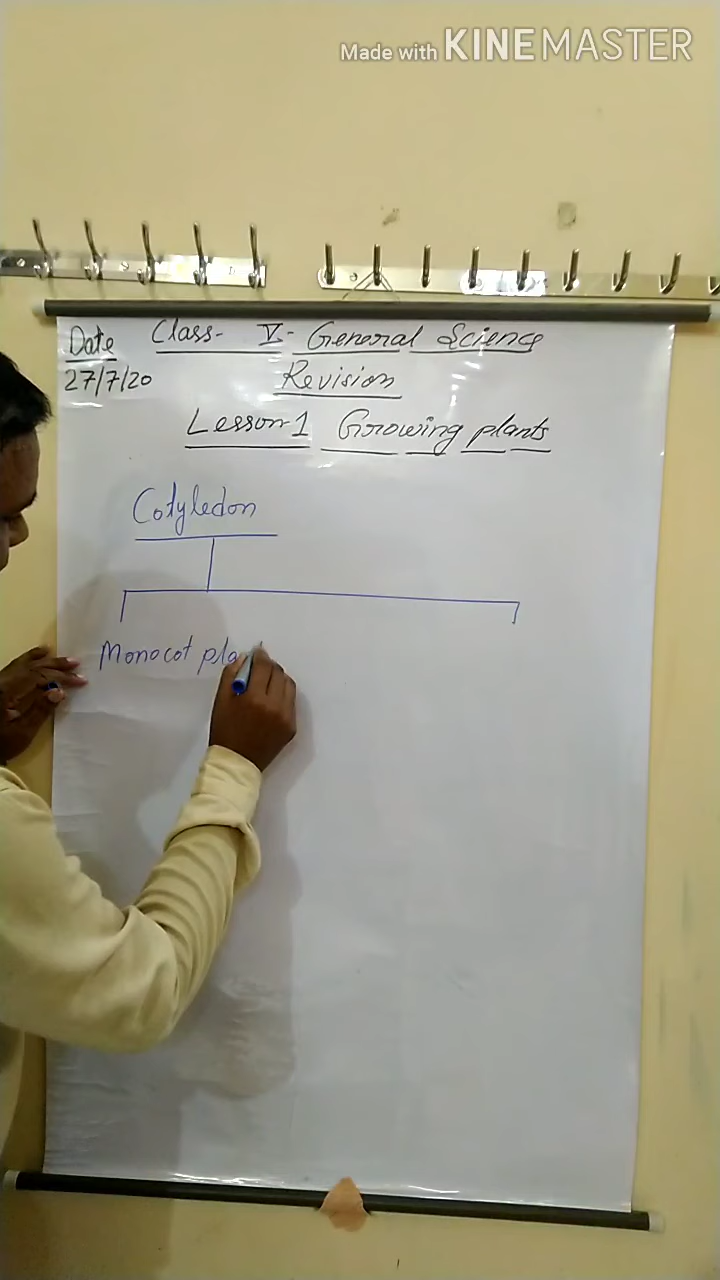 Made with KINEMASTER
Date Class- V- General Science
27/7/20 Revision
Lesson-1 Growing plants
Cotyledon
Monocot pla